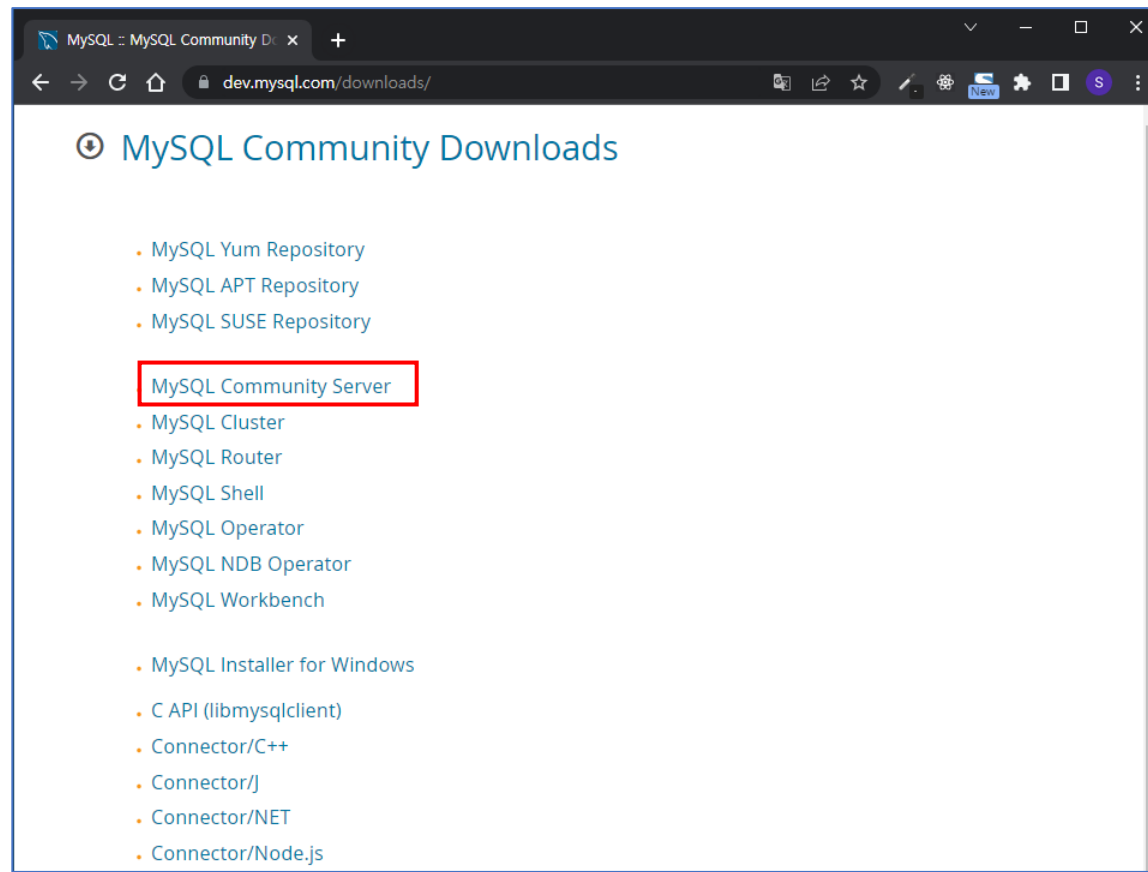 MySQL :: MySQL Community Do
dev.mysql.com/downloads/
New
S
MySQL Community Downloads
MySQL Yum Repository
MySQL APT Repository
MySQL SUSE Repository
MySQL Community Server
MySQL Cluster
MySQL Router
MySQL Shell
MySQL Operator
MySQL NDB Operator
MySQL Workbench
MySQL Installer for Windows
C API (libmysqlclient)
Connector/C++
Connector/J
Connector/NET
Connector/Node.js